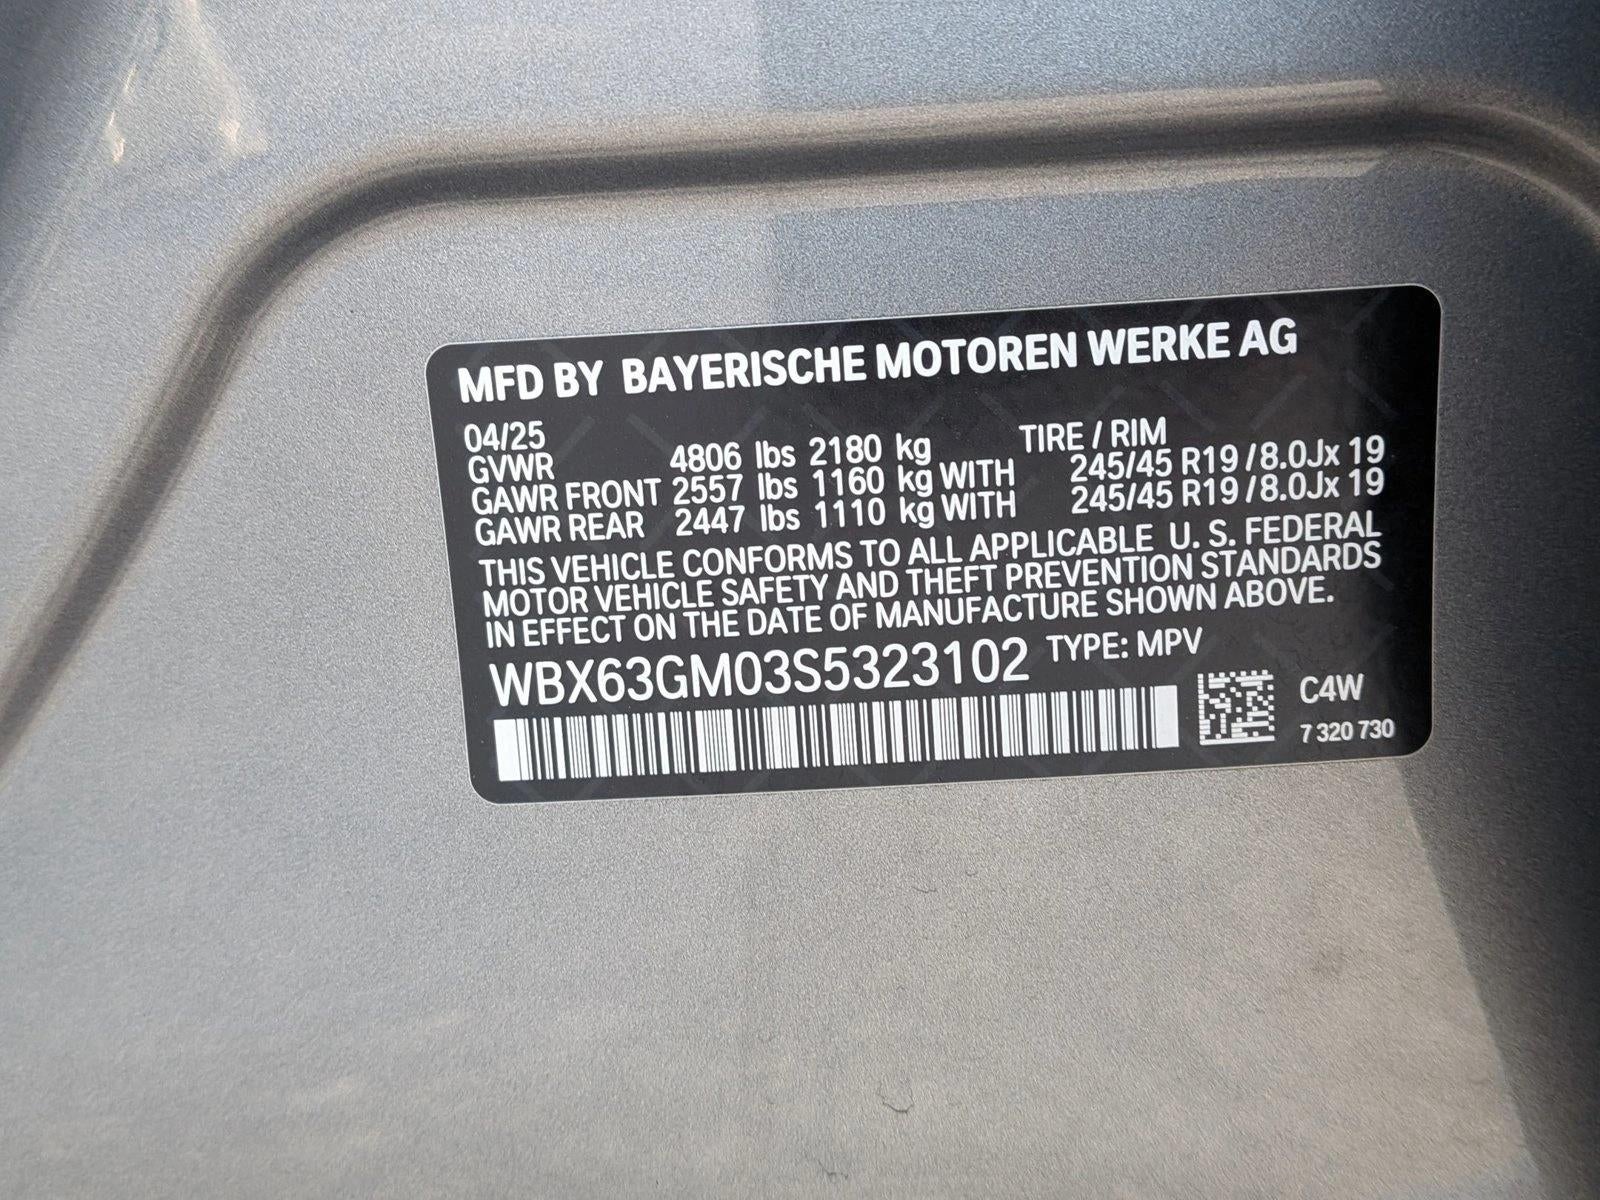 MFD BY BAYERISCHE MOTOREN WERKE AG
04/25 TIRE / RIM
GVWR 4806 lbs 2180 kg
GAWR FRONT 2557 lbs 1160 kg WITH 245/45 R19 / 8.0Jx 19
GAWR REAR 2447 lbs 1110 kg WITH 245/45 R19 / 8.0Jx 19
THIS VEHICLE CONFORMS TO ALL APPLICABLE U. S. FEDERAL
MOTOR VEHICLE SAFETY AND THEFT PREVENTION STANDARDS
IN EFFECT ON THE DATE OF MANUFACTURE SHOWN ABOVE.
WBX63GM03S5323102 TYPE: MPV
C4W
7 320 730